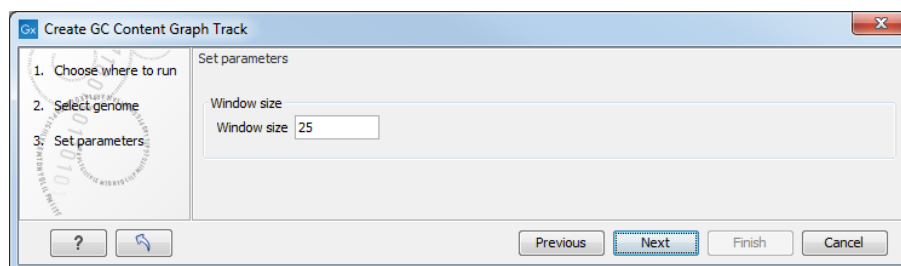 Gx Create GC Content Graph Track X
1. Choose where to run
2. Select genome
3. Set parameters
Set parameters
Window size
Window size 25
? Previous Next Finish Cancel